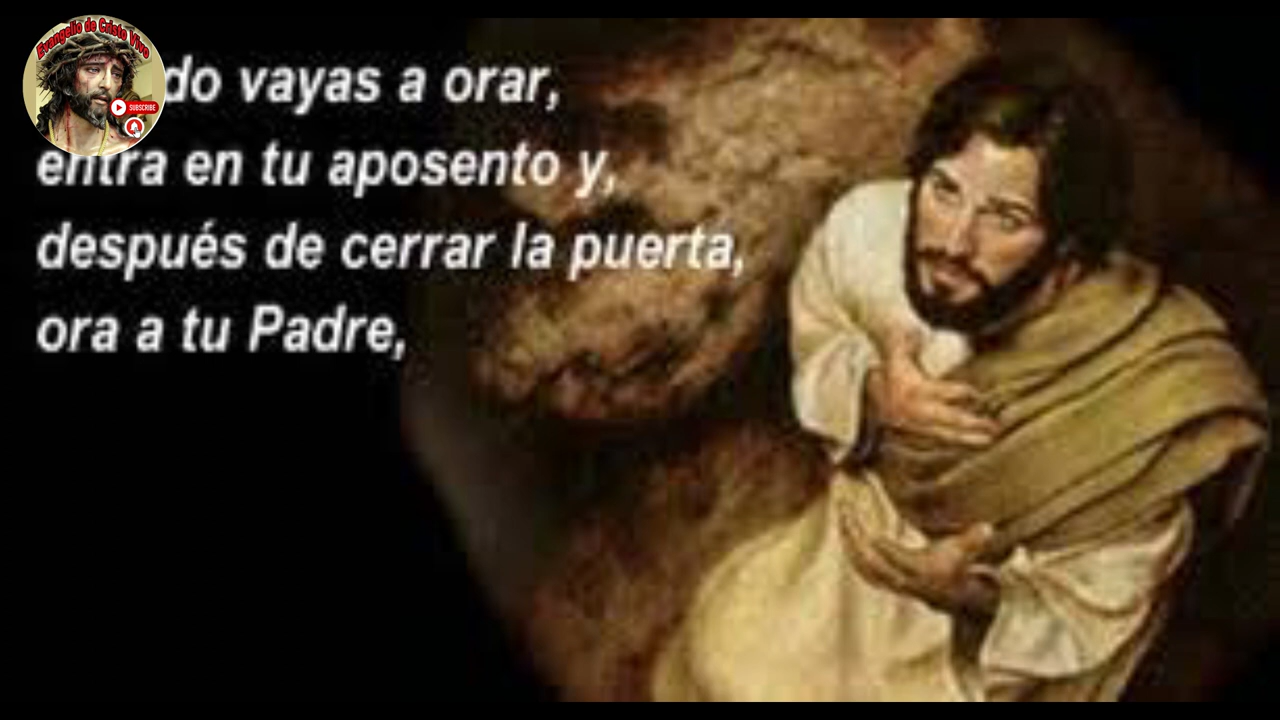 Evangelio de Cristo Vivo
SUBSCRIBE
do vayas a orar,
entra en tu aposento y,
después de cerrar la puerta,
ora a tu Padre,